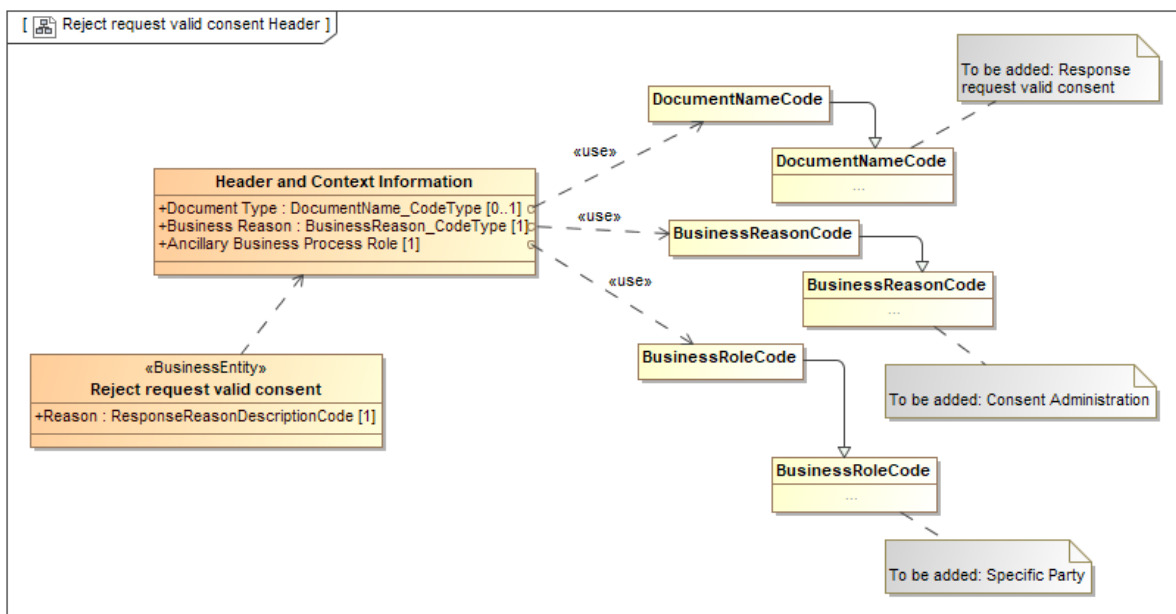 [ Reject request valid consent Header ]
To be added: Response
request valid consent
DocumentNameCode
«use»
DocumentNameCode
...
Header and Context Information
+Document Type : DocumentName_CodeType [0..1]
+Business Reason : BusinessReason_CodeType [1]
+Ancillary Business Process Role [1]
«use»
BusinessReasonCode
«use»
BusinessReasonCode
...
BusinessRoleCode
«BusinessEntity»
Reject request valid consent
+Reason : ResponseReasonDescriptionCode [1]
To be added: Consent Administration
BusinessRoleCode
...
To be added: Specific Party